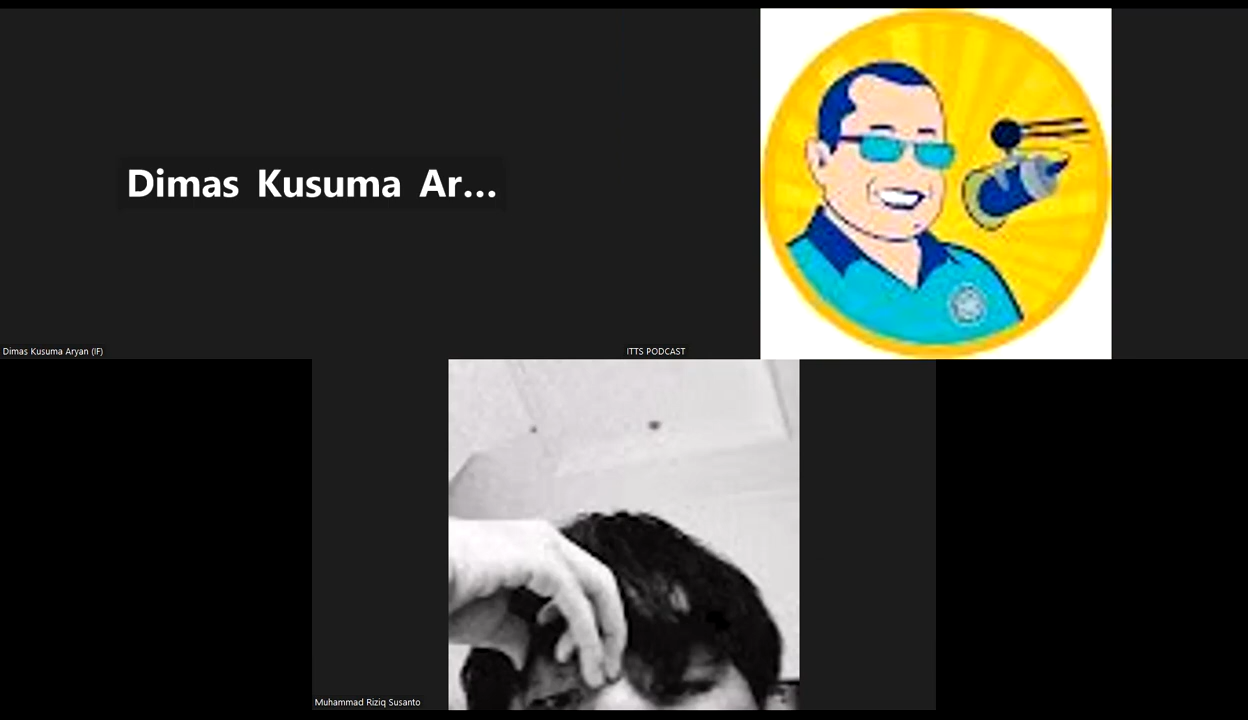 Dimas Kusuma Ar...
Dimas Kusuma Aryan (IF)
ITTS PODCAST
Muhammad Riziq Susanto